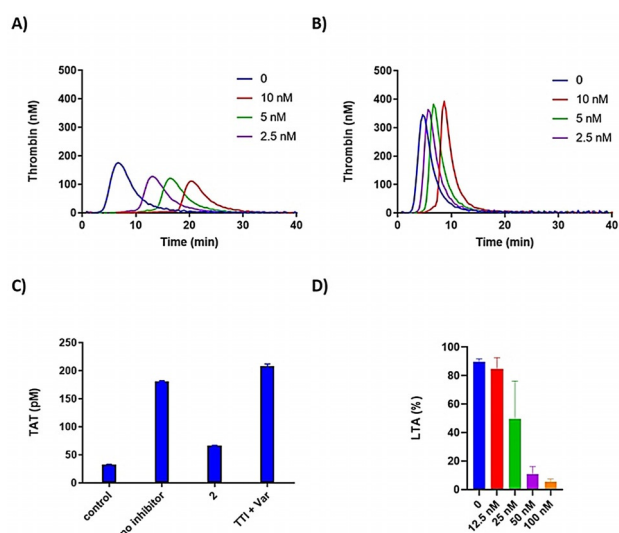 A)
B)
500
400
300
200
100
0
Thrombin (nM)
0
10 nM
5 nM
2.5 nM
0
10
20
30
40
Time (min)
500
400
300
200
100
0
Thrombin (nM)
0
10 nM
5 nM
2.5 nM
0
10
20
30
40
Time (min)
C)
D)
250
200
150
100
50
0
TAT (pM)
control
no inhibitor
2
TTI + Var
100
80
60
40
20
0
LTA (%)
0
12.5 nM
25 nM
50 nM
100 nM